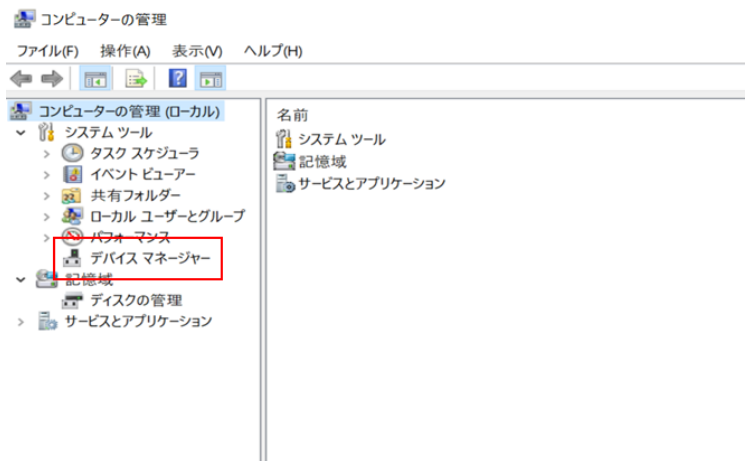 コンピューターの管理
ファイル(F) 操作(A) 表示(V) ヘルプ(H)
コンピューターの管理 (ローカル)
システム ツール
タスク スケジューラ
イベント ビューアー
共有フォルダー
ローカル ユーザーとグループ
パフォーマンス
デバイス マネージャー
記憶域
ディスクの管理
サービスとアプリケーション
名前
システム ツール
記憶域
サービスとアプリケーション